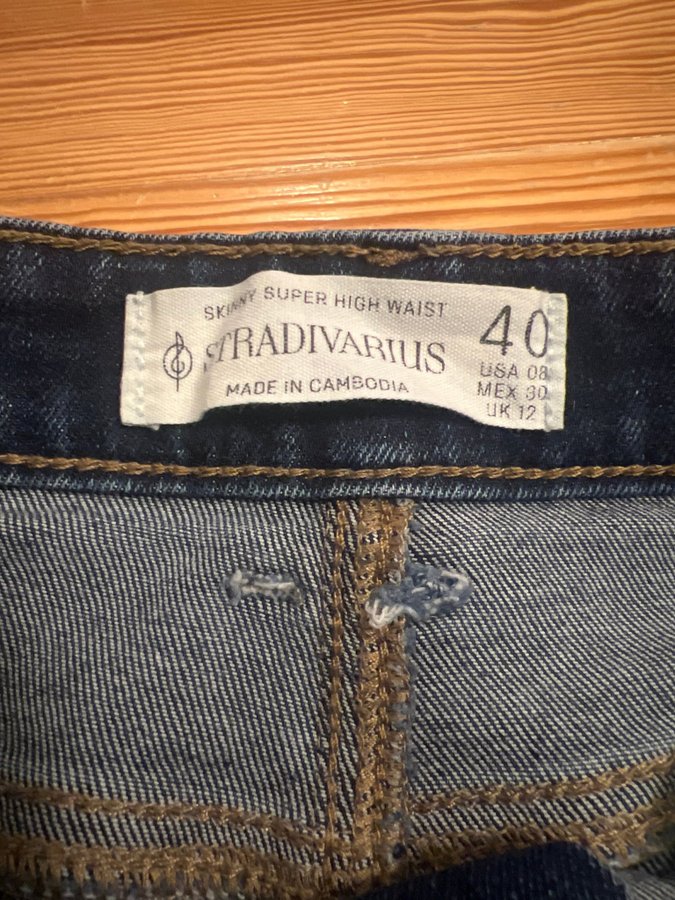 SKINNY SUPER HIGH WAIST
STRADIVARIUS
MADE IN CAMBODIA
40
USA 08
MEX 30
UK 12